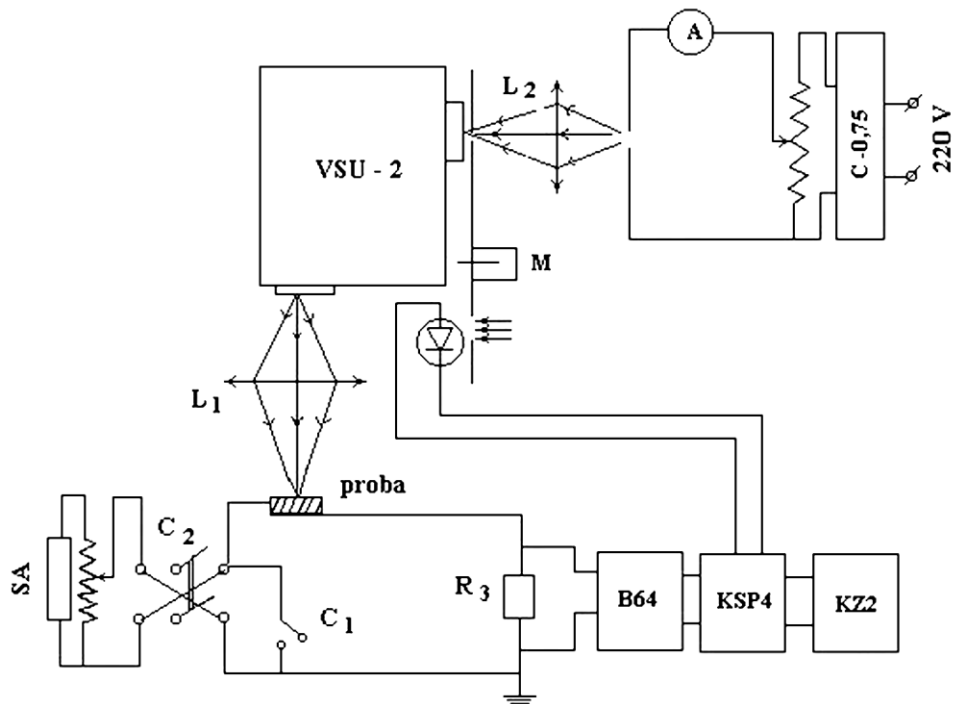 A
L 2
VSU - 2
C -0,75
220 V
M
L 1
proba
SA
C 2
C 1
R 3
B64
KSP4
KZ2